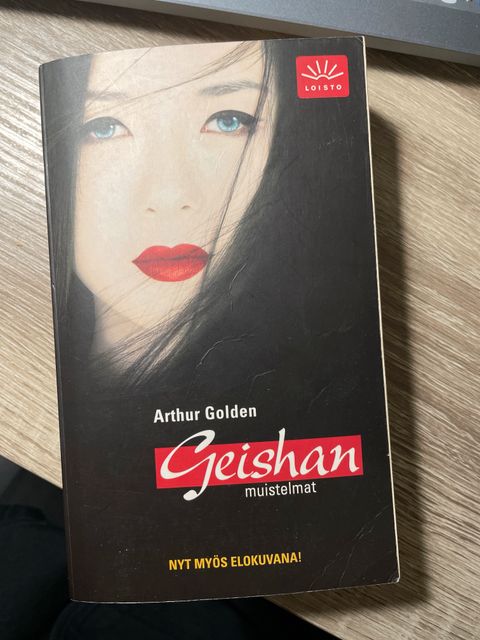 LOISTO
Arthur Golden
Geishan
muistelmat
NYT MYÖS ELOKUVANA!